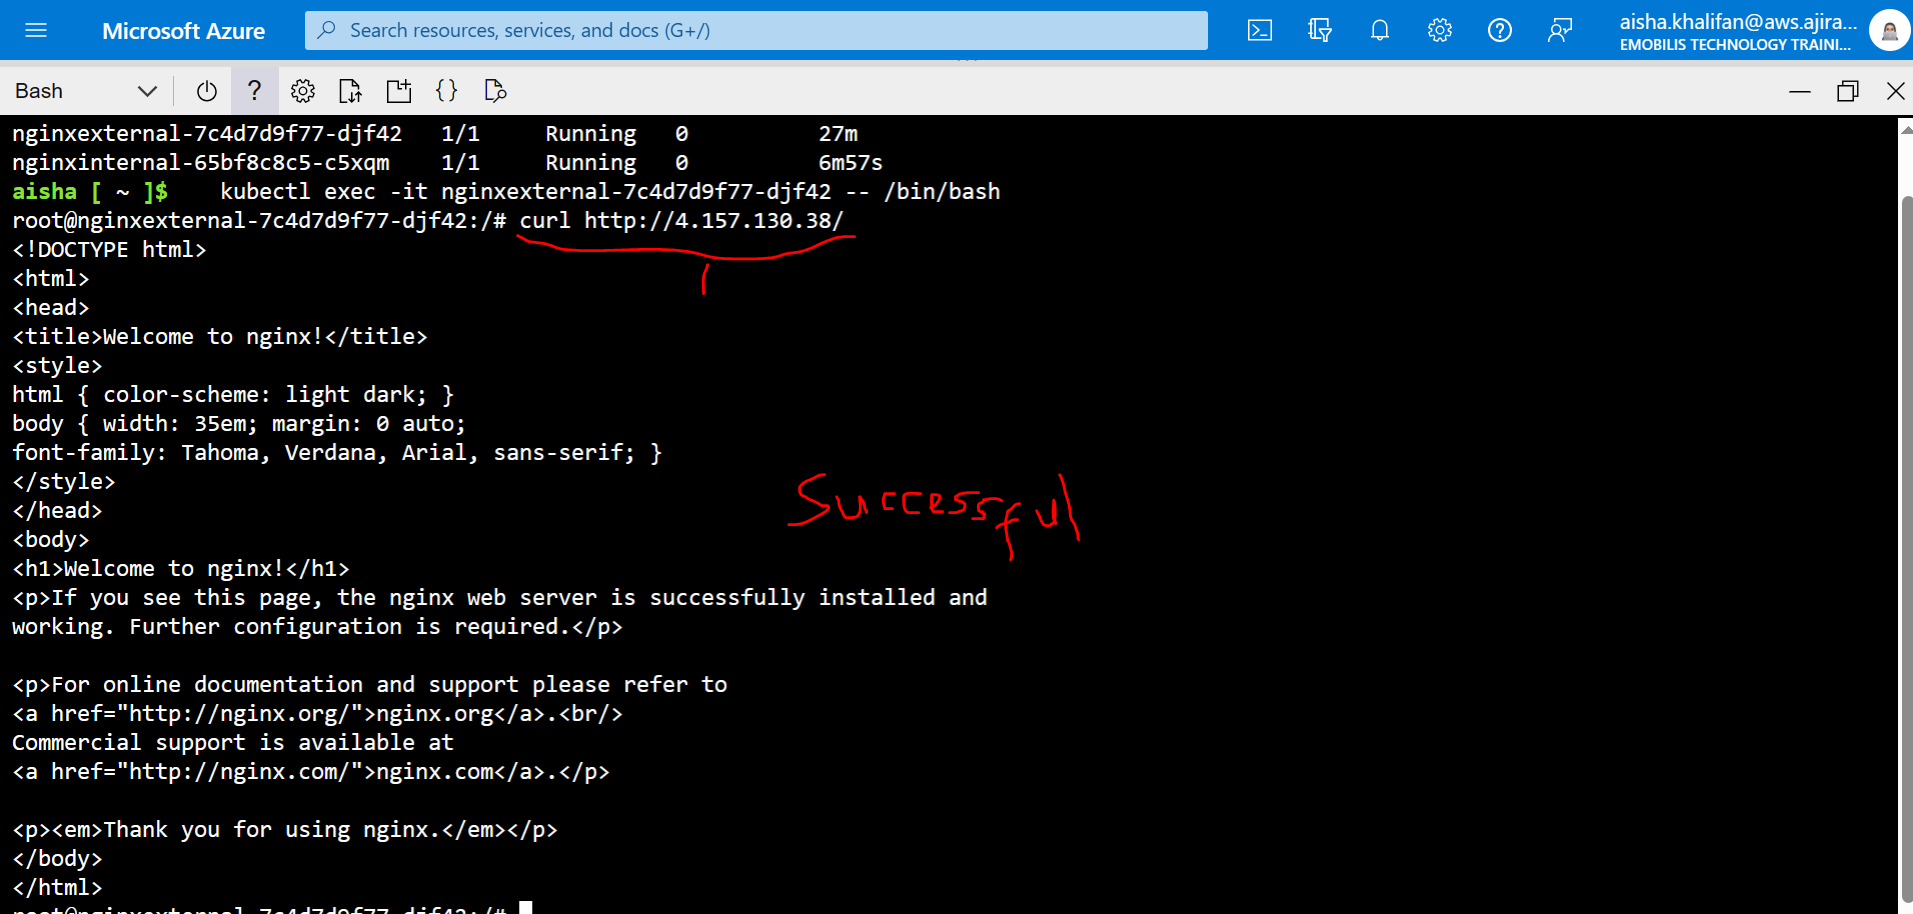 Microsoft Azure
Search resources, services, and docs (G+/)
aisha.khalifan@aws.ajira...
EMOBILIS TECHNOLOGY TRAINI...
Bash
nginxexternal-7c4d7d9f77-djf42   1/1     Running   0          27m
nginxinternal-65bf8c8c5-c5xqm    1/1     Running   0          6m57s
aisha [ ~ ]$    kubectl exec -it nginxexternal-7c4d7d9f77-djf42 -- /bin/bash
root@nginxexternal-7c4d7d9f77-djf42:/# curl http://4.157.130.38/
<!DOCTYPE html>
<html>
<head>
<title>Welcome to nginx!</title>
<style>
html { color-scheme: light dark; }
body { width: 35em; margin: 0 auto;
font-family: Tahoma, Verdana, Arial, sans-serif; }
</style>
</head>
Successful
<body>
<h1>Welcome to nginx!</h1>
<p>If you see this page, the nginx web server is successfully installed and
working. Further configuration is required.</p>
<p>For online documentation and support please refer to
<a href="http://nginx.org/">nginx.org</a>.<br/>
Commercial support is available at
<a href="http://nginx.com/">nginx.com</a>.</p>
<p><em>Thank you for using nginx.</em></p>
</body>
</html>
root@nginxexternal-7c4d7d9f77-djf42:/#